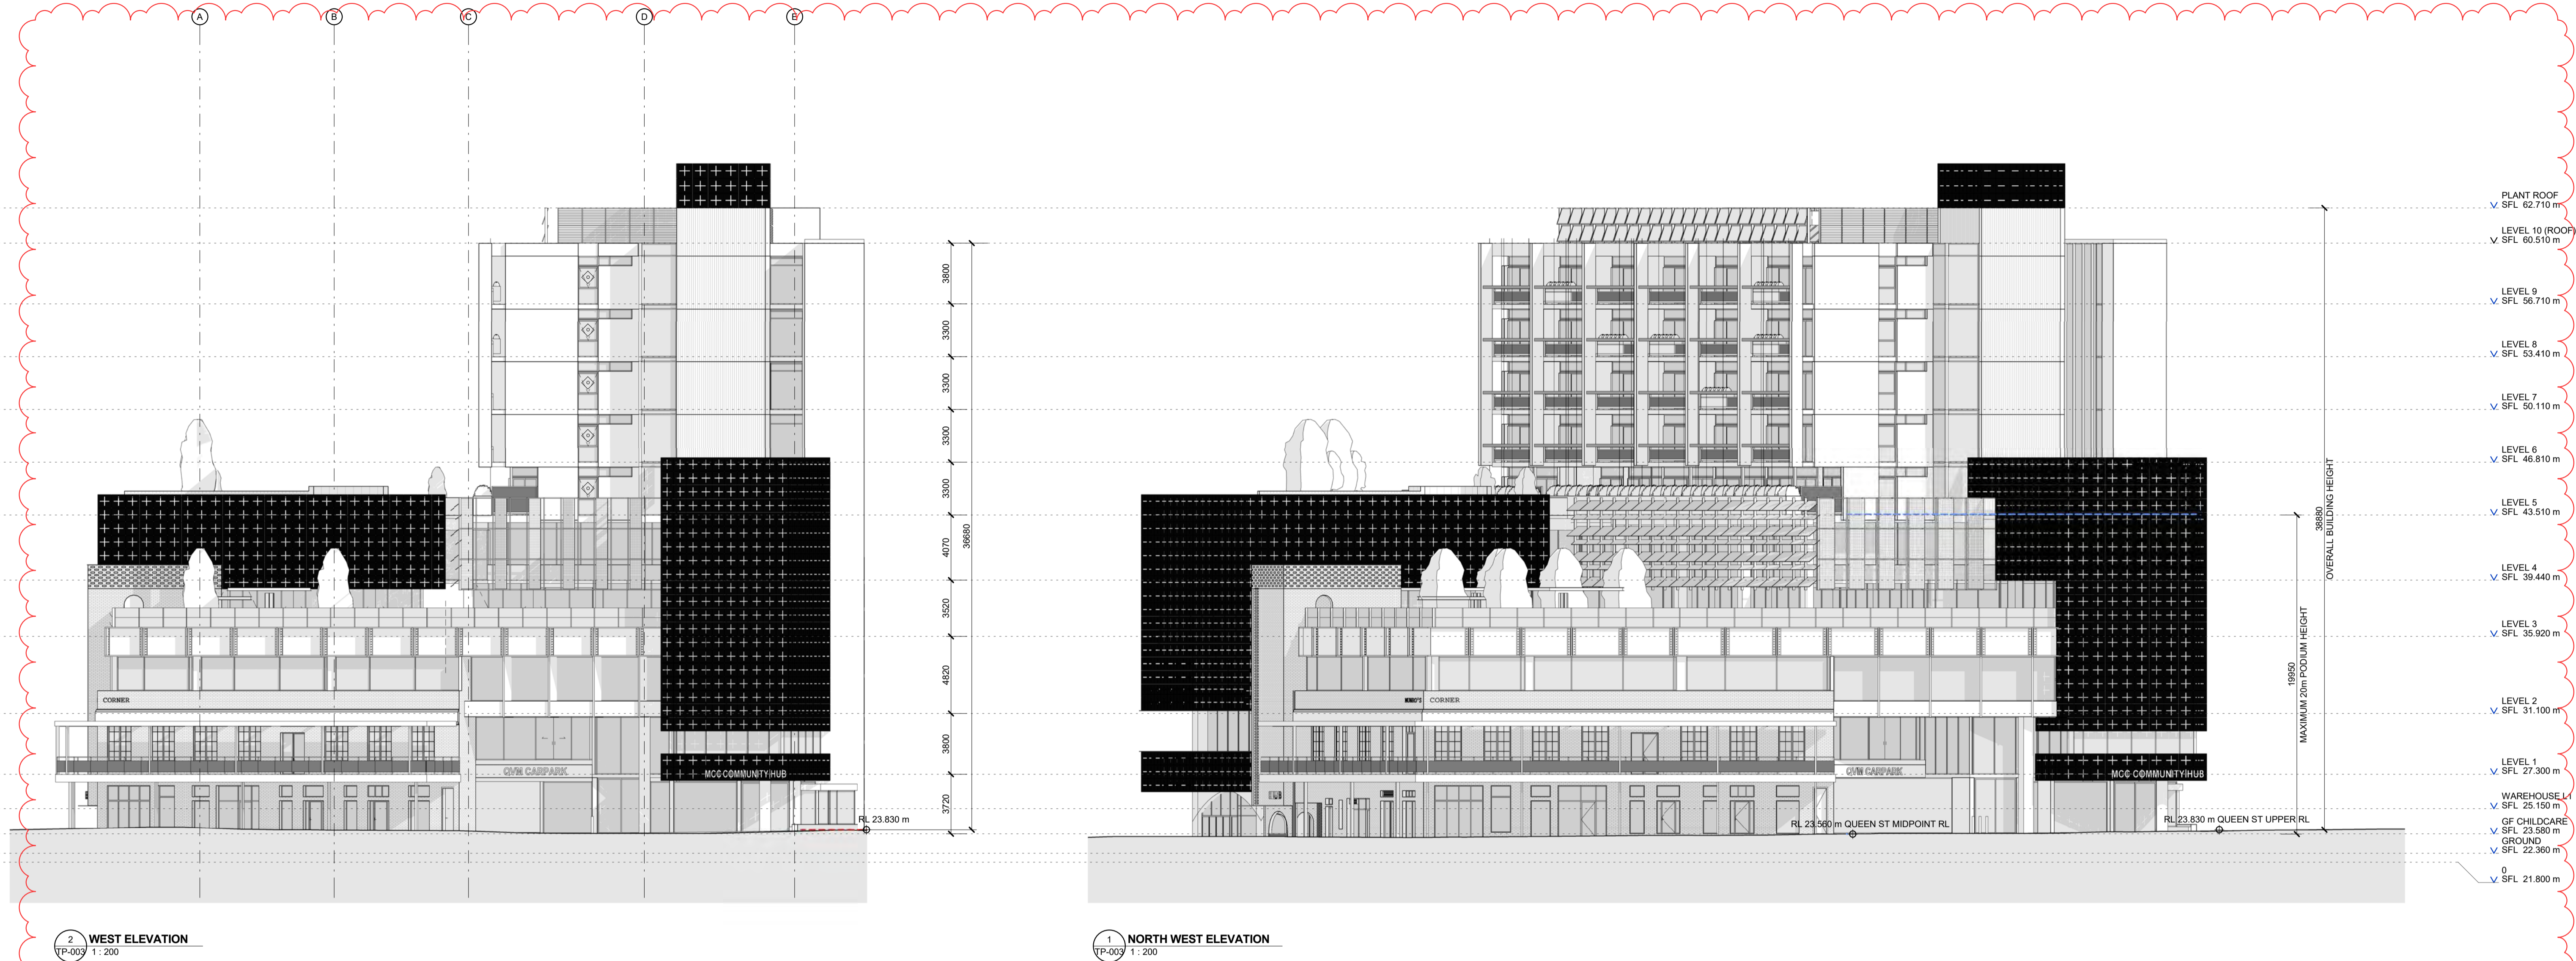 A
B
C
D
E
PLANT ROOF
SFL 62.710 m
LEVEL 10 (ROOF)
SFL 60.510 m
LEVEL 9
SFL 56.710 m
LEVEL 8
SFL 53.410 m
LEVEL 7
SFL 50.110 m
LEVEL 6
SFL 46.810 m
LEVEL 5
SFL 43.510 m
LEVEL 4
SFL 39.440 m
LEVEL 3
SFL 35.920 m
LEVEL 2
SFL 31.100 m
LEVEL 1
SFL 27.300 m
WAREHOUSE L1
SFL 25.150 m
GF CHILDCARE
SFL 23.580 m
GROUND
SFL 22.360 m
0
SFL 21.800 m
3800
3300
3300
3300
3300
4070
3520
4820
3800
3720
36680
38880
OVERALL BUILDING HEIGHT
19950
MAXIMUM 20m PODIUM HEIGHT
CORNER
QVM CARPARK
MCC COMMUNITY HUB
RL 23.830 m
MUNRO'S CORNER
QVM CARPARK
MCC COMMUNITY HUB
RL 23.560 m QUEEN ST MIDPOINT RL
RL 23.830 m QUEEN ST UPPER RL
2
TP-003
WEST ELEVATION
1 : 200
1
TP-003
NORTH WEST ELEVATION
1 : 200